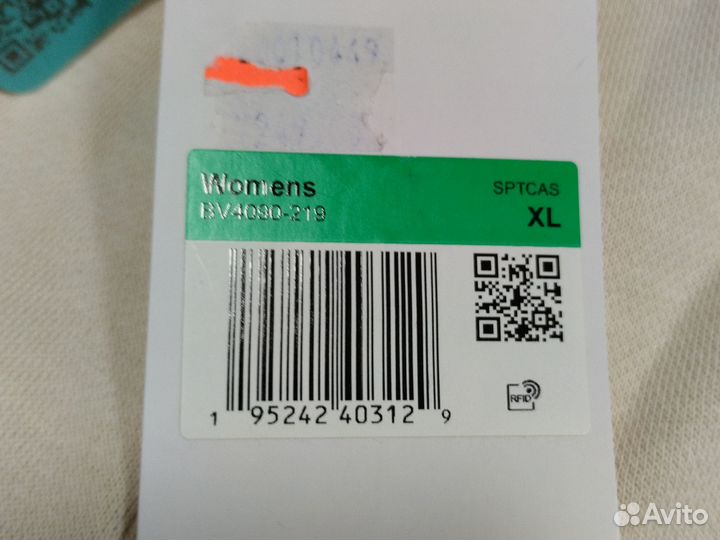 Womens
SPTCAS
BV4090-219
XL
1 95242 40312 9
RFID
Avito